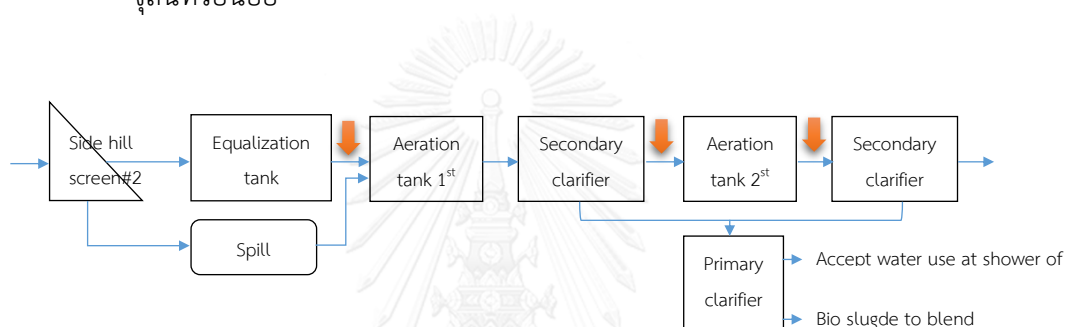 Side hill
screen#2
Equalization
tank
Aeration
tank 1st
Secondary
clarifier
Aeration
tank 2st
Secondary
clarifier
Spill
Primary
clarifier
Accept water use at shower of
Bio slugde to blend